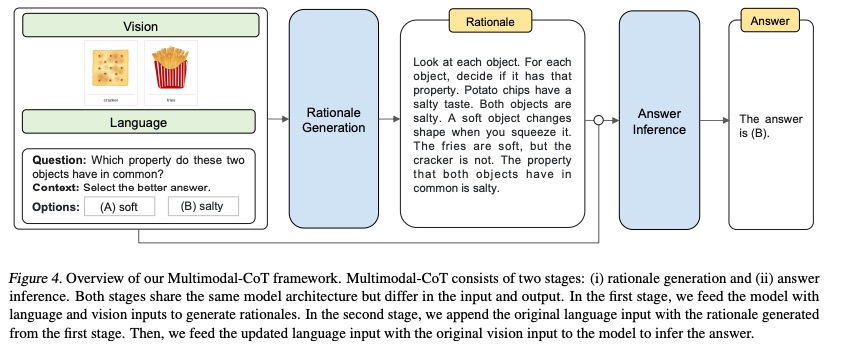 Vision
cracker
fries
Language
Question: Which property do these two
objects have in common?
Context: Select the better answer.
Options:
(A) soft
(B) salty
Rationale
Generation
Rationale
Look at each object. For each
object, decide if it has that
property. Potato chips have a
salty taste. Both objects are
salty. A soft object changes
shape when you squeeze it.
The fries are soft, but the
cracker is not. The property
that both objects have in
common is salty.
Answer
Inference
Answer
The answer
is (B).
Figure 4. Overview of our Multimodal-CoT framework. Multimodal-CoT consists of two stages: (i) rationale generation and (ii) answer
inference. Both stages share the same model architecture but differ in the input and output. In the first stage, we feed the model with
language and vision inputs to generate rationales. In the second stage, we append the original language input with the rationale generated
from the first stage. Then, we feed the updated language input with the original vision input to the model to infer the answer.